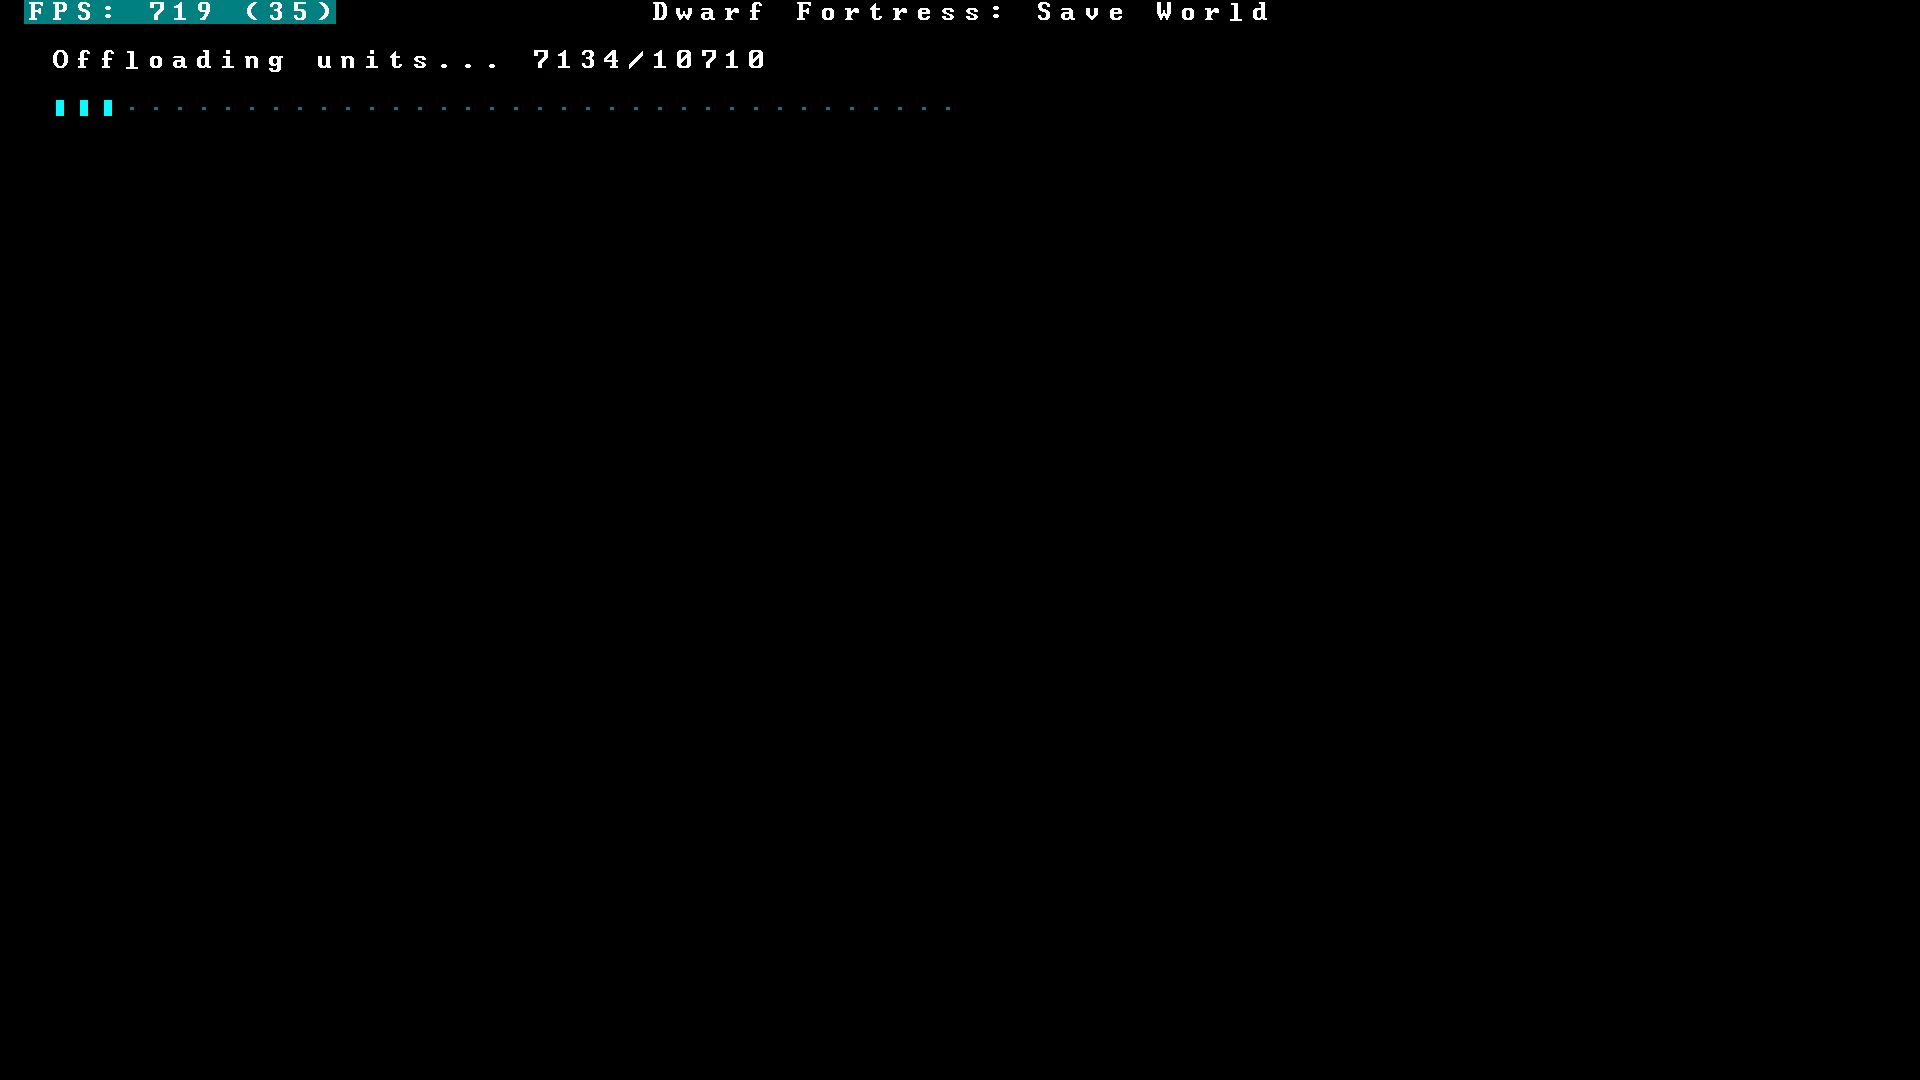 FPS: 719 (35)
Dwarf Fortress: Save World
Offloading units... 7134/10710